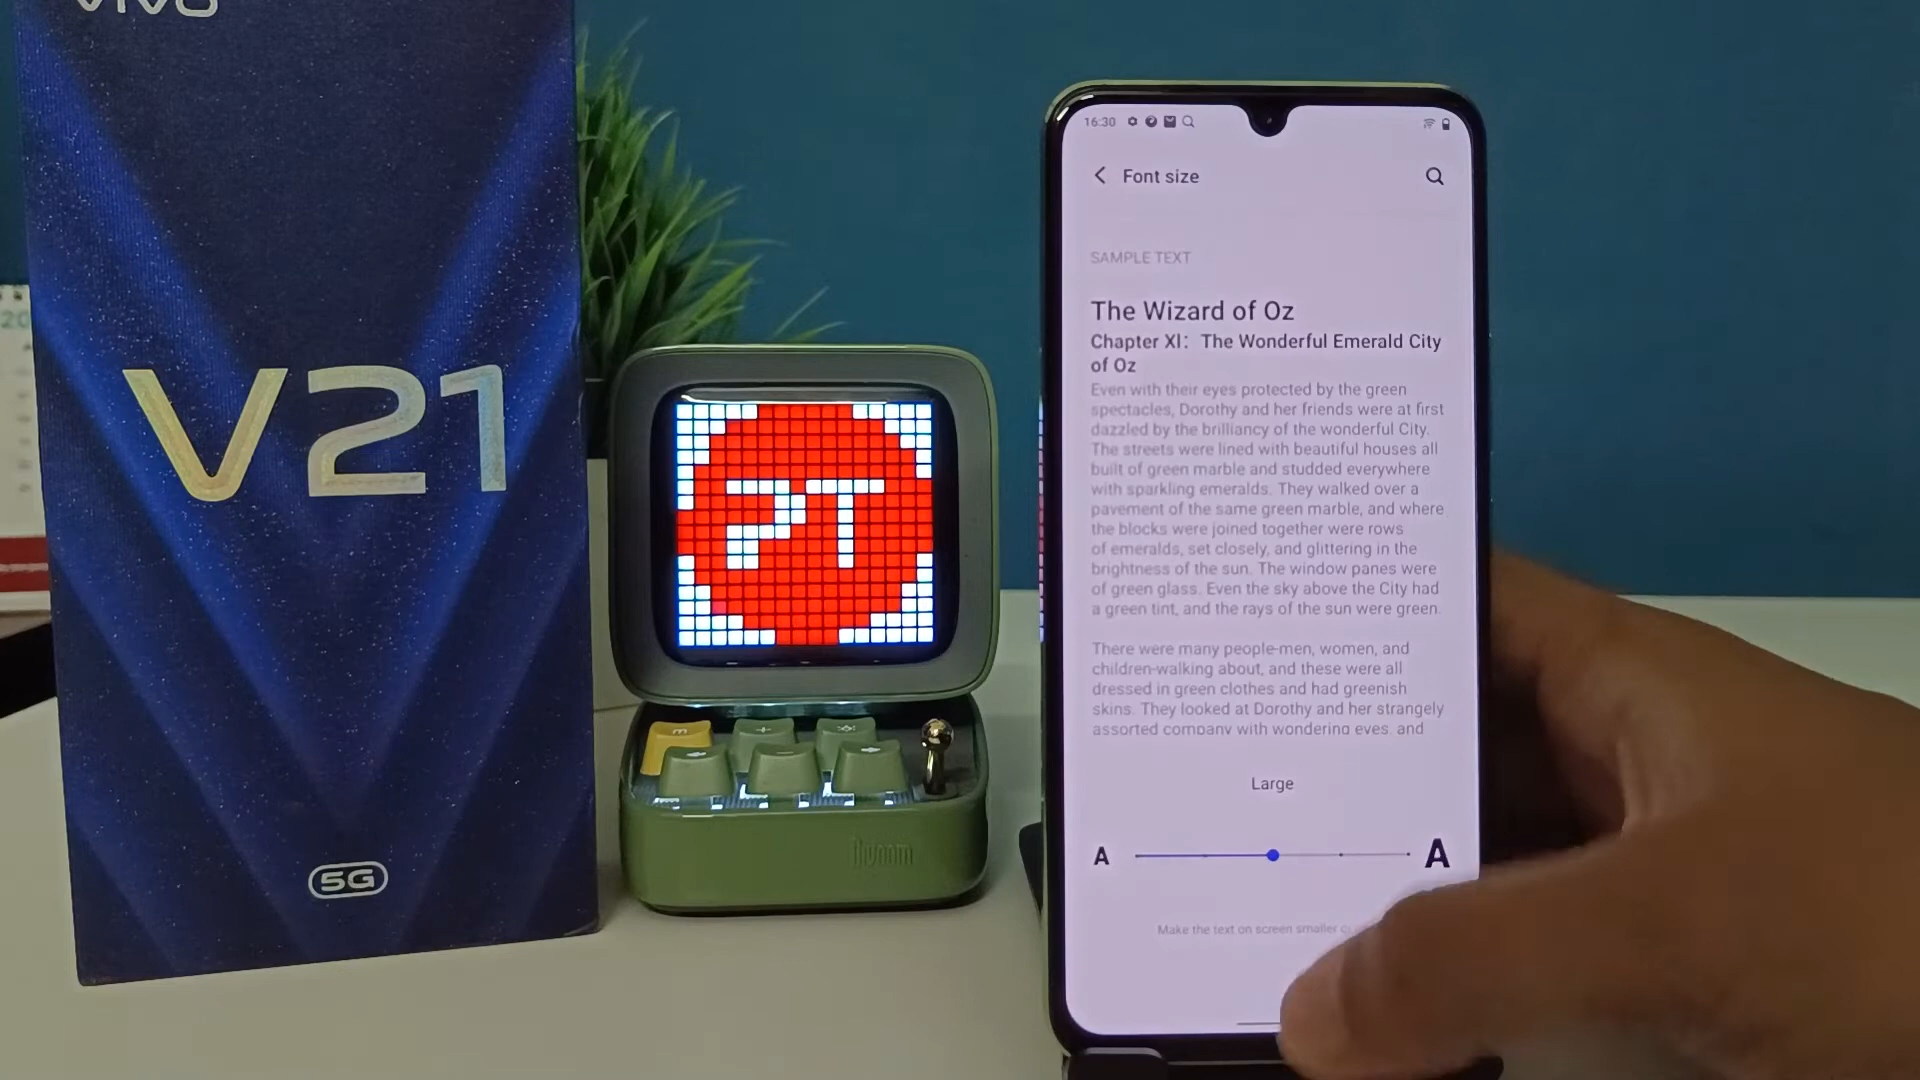 vivo
V21
5G
20
PT
divoom
16:30
Font size
SAMPLE TEXT
The Wizard of Oz
Chapter XI: The Wonderful Emerald City
of Oz
Even with their eyes protected by the green
spectacles, Dorothy and her friends were at first
dazzled by the brilliancy of the wonderful City.
The streets were lined with beautiful houses all
built of green marble and studded everywhere
with sparkling emeralds. They walked over a
pavement of the same green marble, and where
the blocks were joined together were rows
of emeralds, set closely, and glittering in the
brightness of the sun. The window panes were
of green glass. Even the sky above the City had
a green tint, and the rays of the sun were green.
There were many people-men, women, and
children-walking about, and these were all
dressed in green clothes and had greenish
skins. They looked at Dorothy and her strangely
assorted company with wondering eyes, and
Large
A A
Make the text on screen smaller